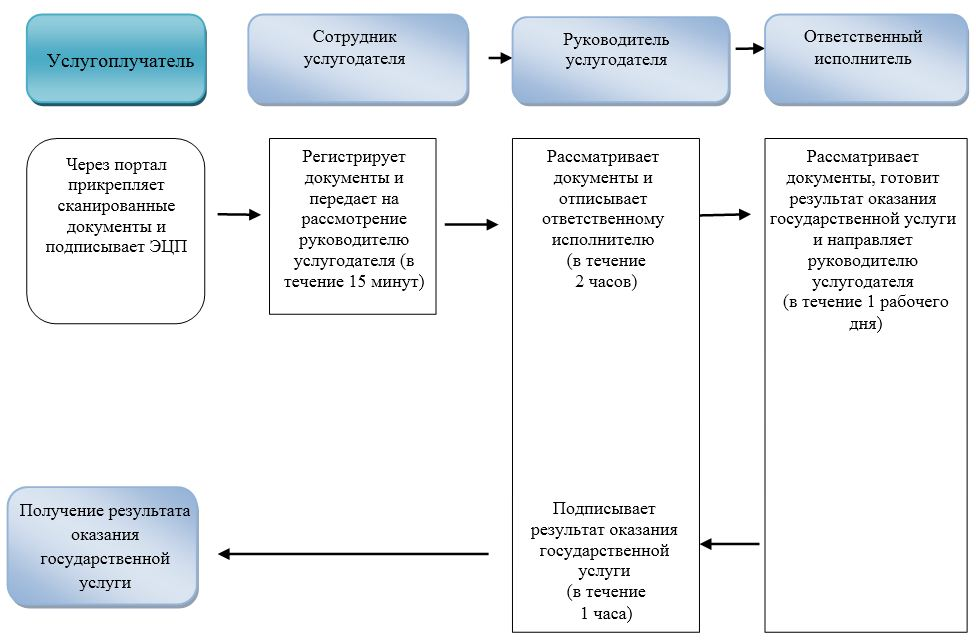 Услугоплучатель
Сотрудник
услугодателя
Руководитель
услугодателя
Ответственный
исполнитель
Через портал
прикрепляет
сканированные
документы и
подписывает ЭЦП
Регистрирует
документы и
передает на
рассмотрение
руководителю
услугодателя (в
течение 15 минут)
Рассматривает
документы и
отписывает
ответственному
исполнителю
(в течение
2 часов)
Рассматривает
документы, готовит
результат оказания
государственной услуги
и направляет
руководителю
услугодателя
(в течение 1 рабочего
дня)
Получение результата
оказания
государственной
услуги
Подписывает
результат оказания
государственной
услуги
(в течение
1 часа)